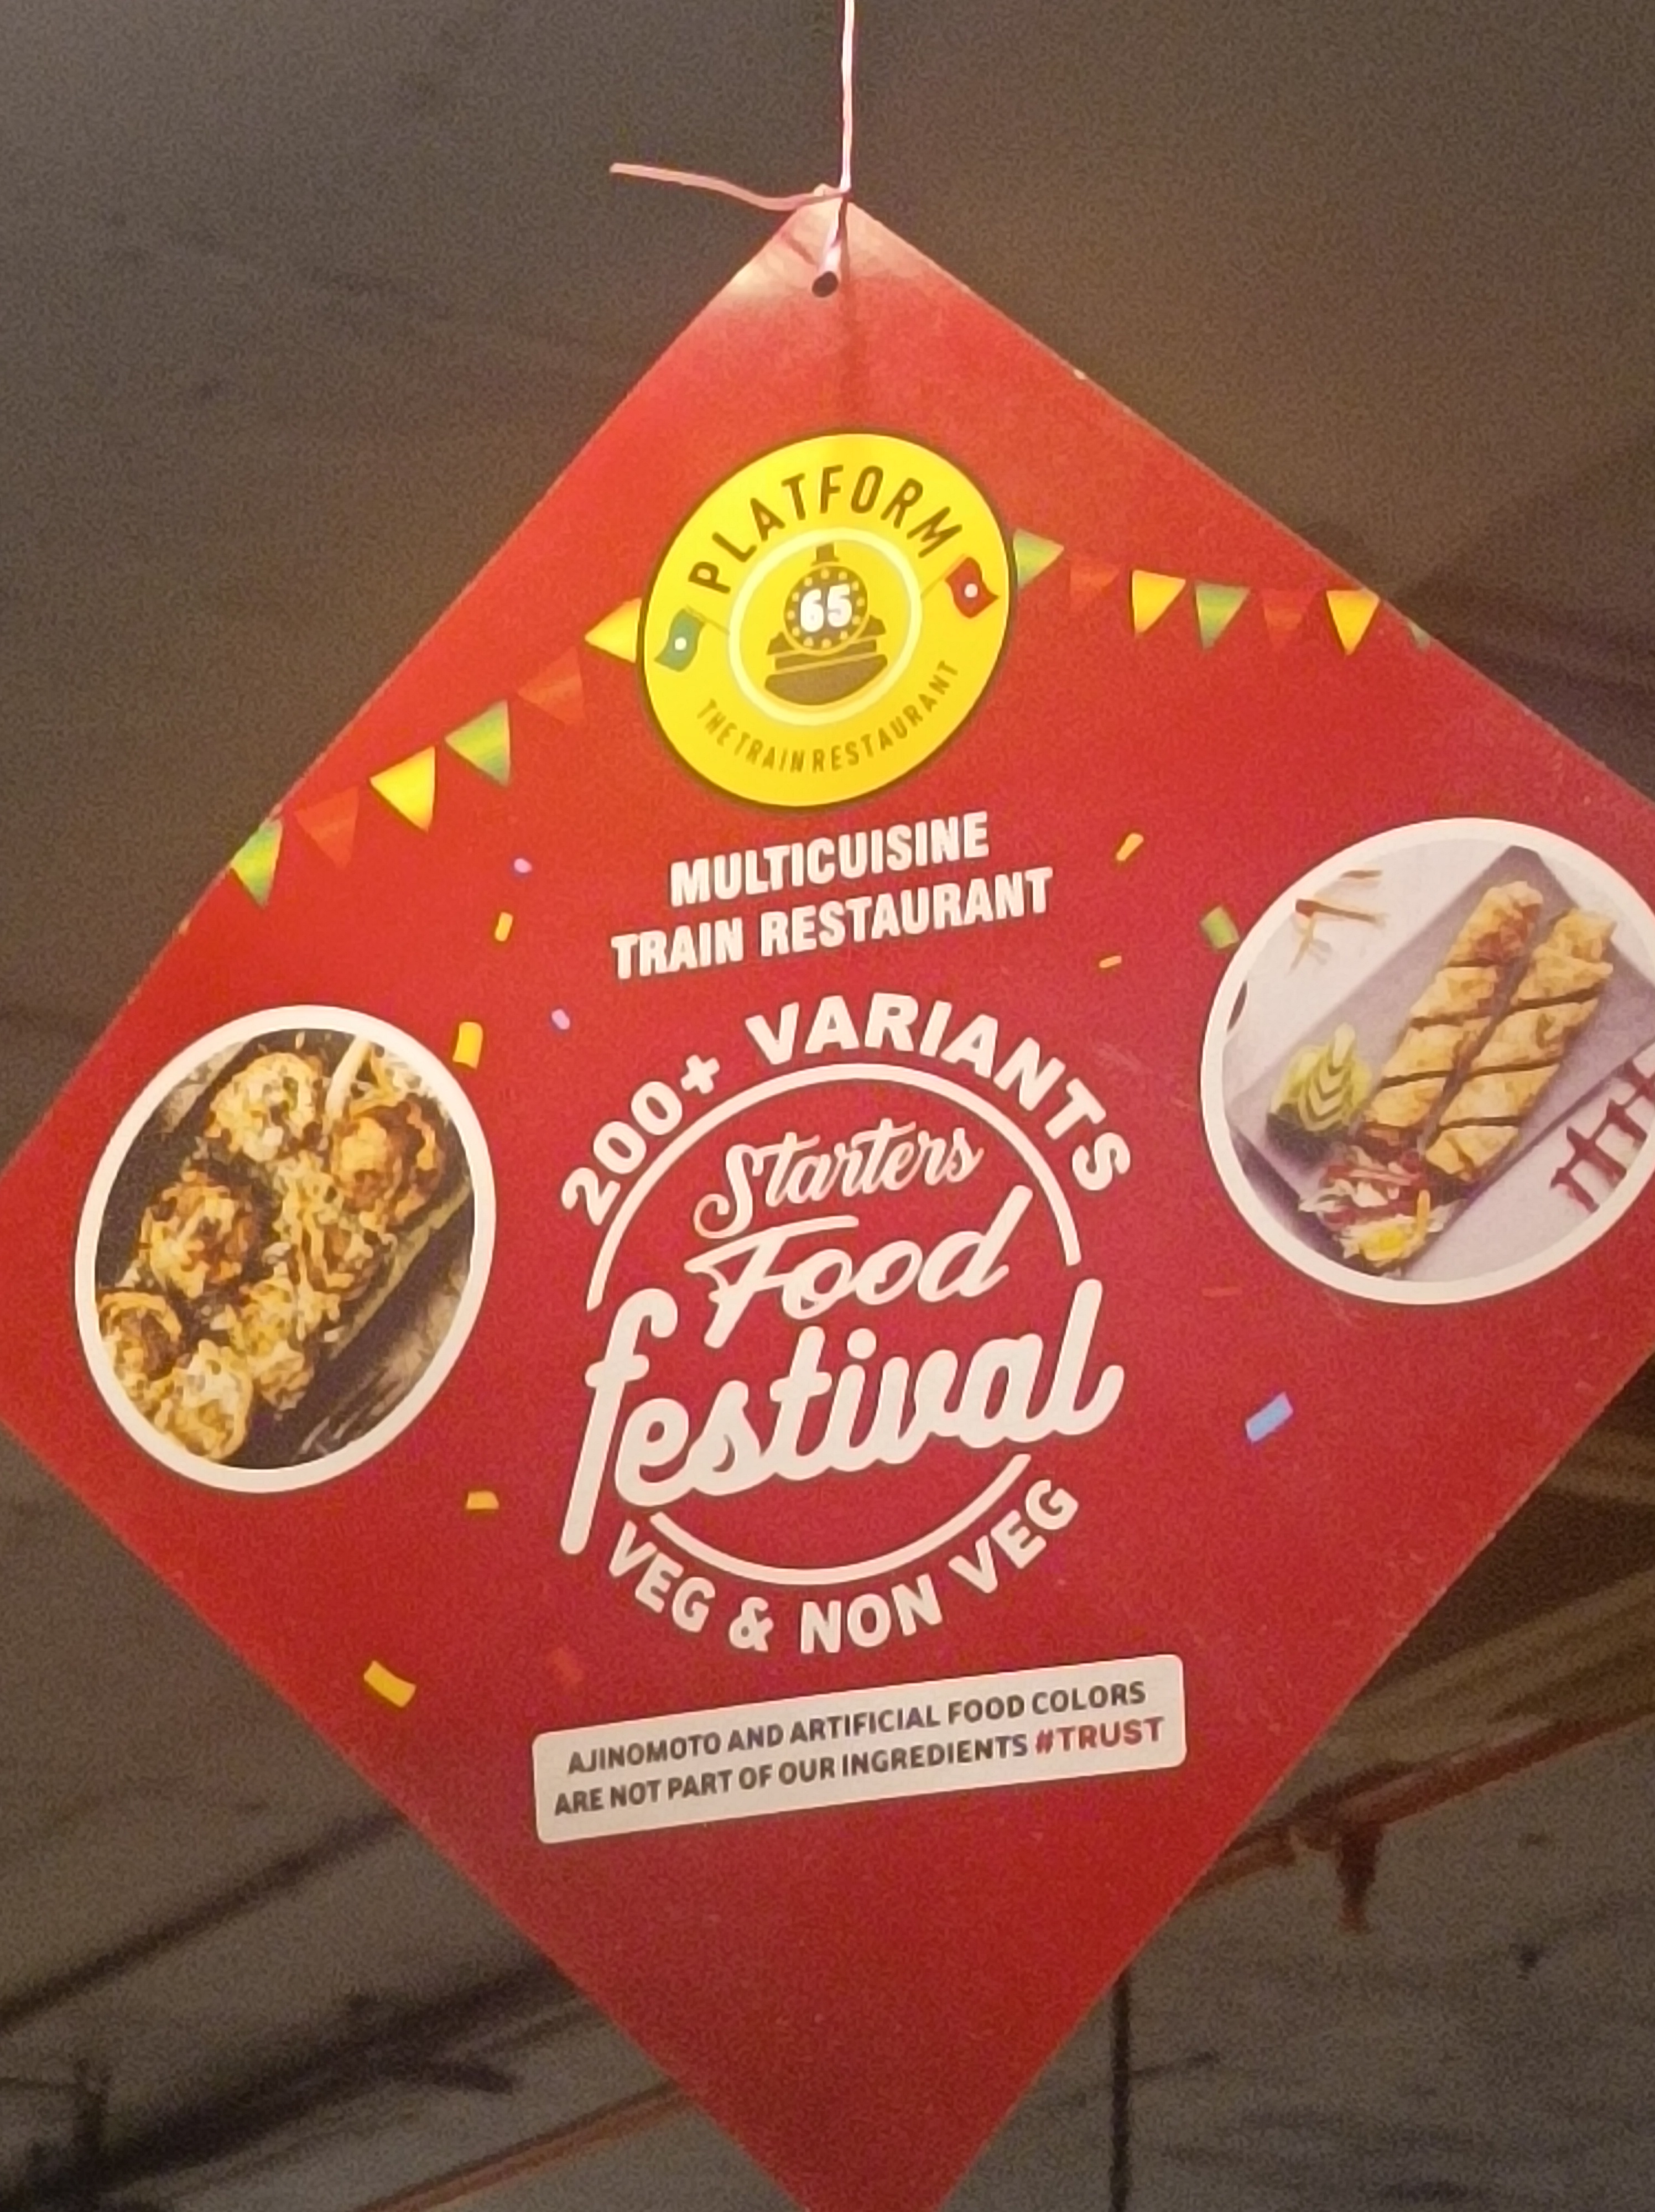 PLATFORM
65
THE TRAIN RESTAURANT
MULTICUISINE
TRAIN RESTAURANT
200+ VARIANTS
Starters
Food
festival
VEG & NON VEG
AJINOMOTO AND ARTIFICIAL FOOD COLORS
ARE NOT PART OF OUR INGREDIENTS #TRUST